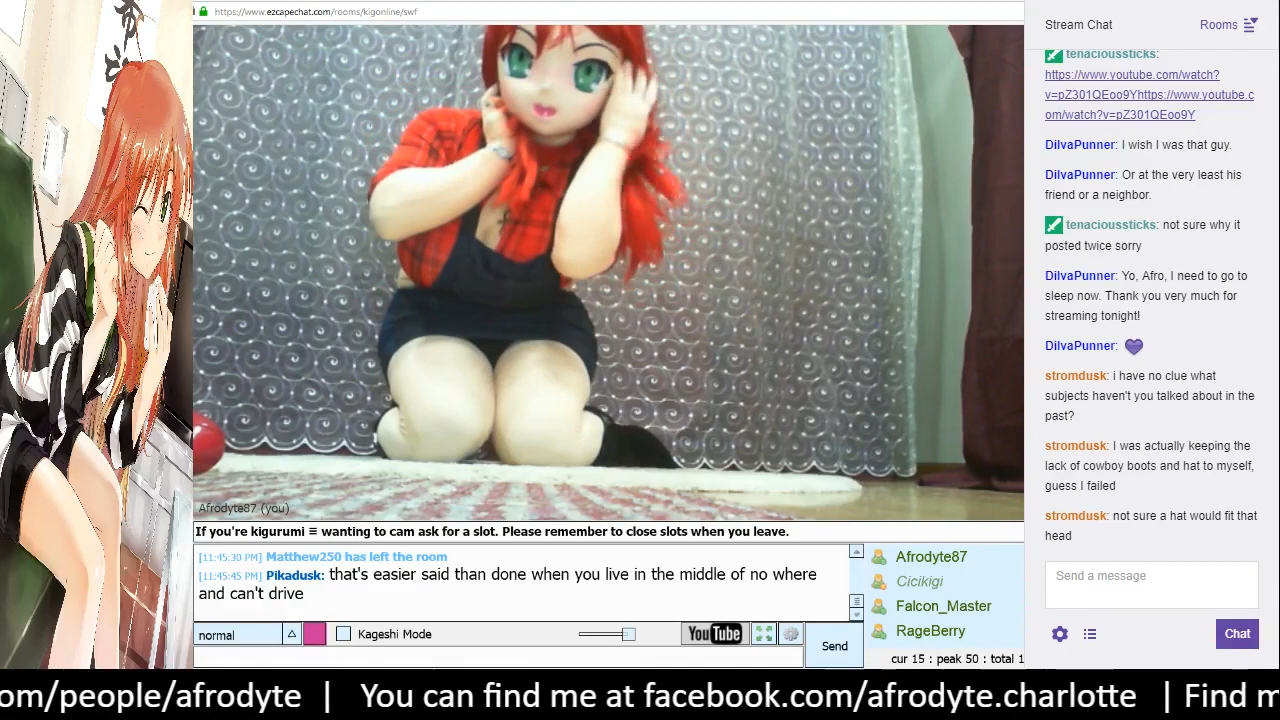 https://www.ezcapechat.com/rooms/kigonline/swf
Stream Chat
Rooms
tenacioussticks:
https://www.youtube.com/watch?
v=pZ301QEoo9Yhttps://www.youtube.c
om/watch?v=pZ301QEoo9Y
DilvaPunner: I wish I was that guy.
DilvaPunner: Or at the very least his
friend or a neighbor.
tenacioussticks: not sure why it
posted twice sorry
DilvaPunner: Yo, Afro, I need to go to
sleep now. Thank you very much for
streaming tonight!
DilvaPunner:
stromdusk: i have no clue what
subjects haven't you talked about in the
past?
stromdusk: I was actually keeping the
lack of cowboy boots and hat to myself,
guess I failed
stromdusk: not sure a hat would fit that
head
Send a message
Chat
Afrodyte87 (you)
If you're kigurumi ≡ wanting to cam ask for a slot. Please remember to close slots when you leave.
[11:45:30 PM] Matthew250 has left the room
[11:45:45 PM] Pikadusk: that's easier said than done when you live in the middle of no where
and can't drive
Afrodyte87
Cicikigi
Falcon_Master
RageBerry
normal
Kageshi Mode
YouTube
Send
cur 15 : peak 50 : total 1
om/people/afrodyte | You can find me at facebook.com/afrodyte.charlotte | Find m